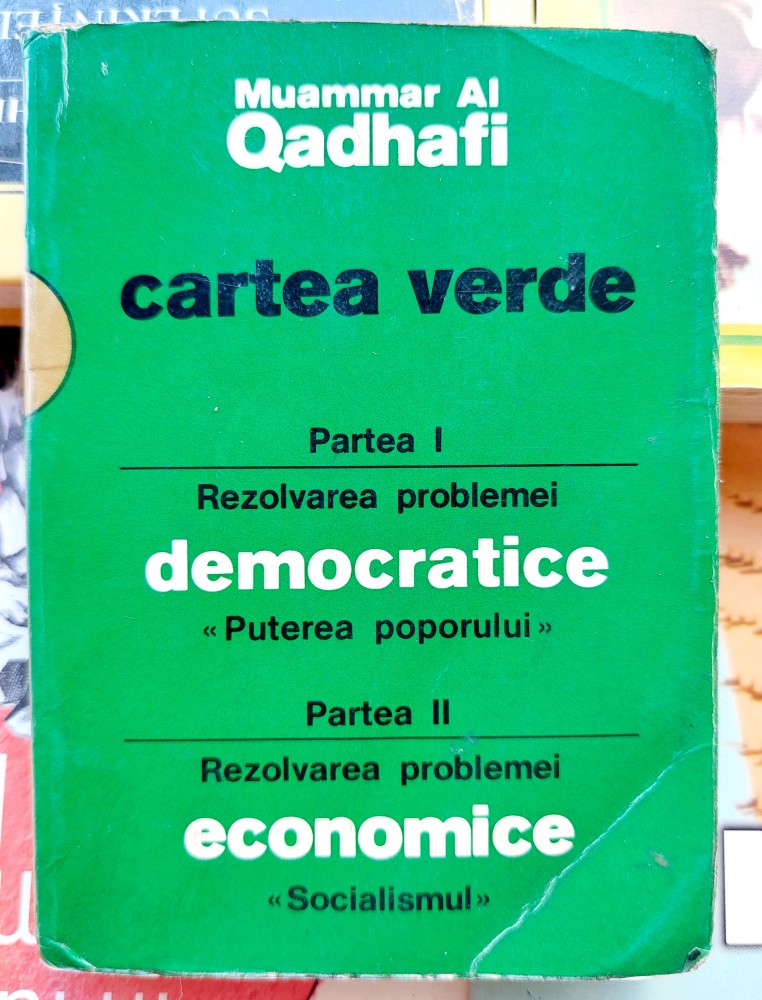 Muammar Al
Qadhafi
cartea verde
Partea I
Rezolvarea problemei
democratice
«Puterea poporului»
Partea II
Rezolvarea problemei
economice
«Socialismul»